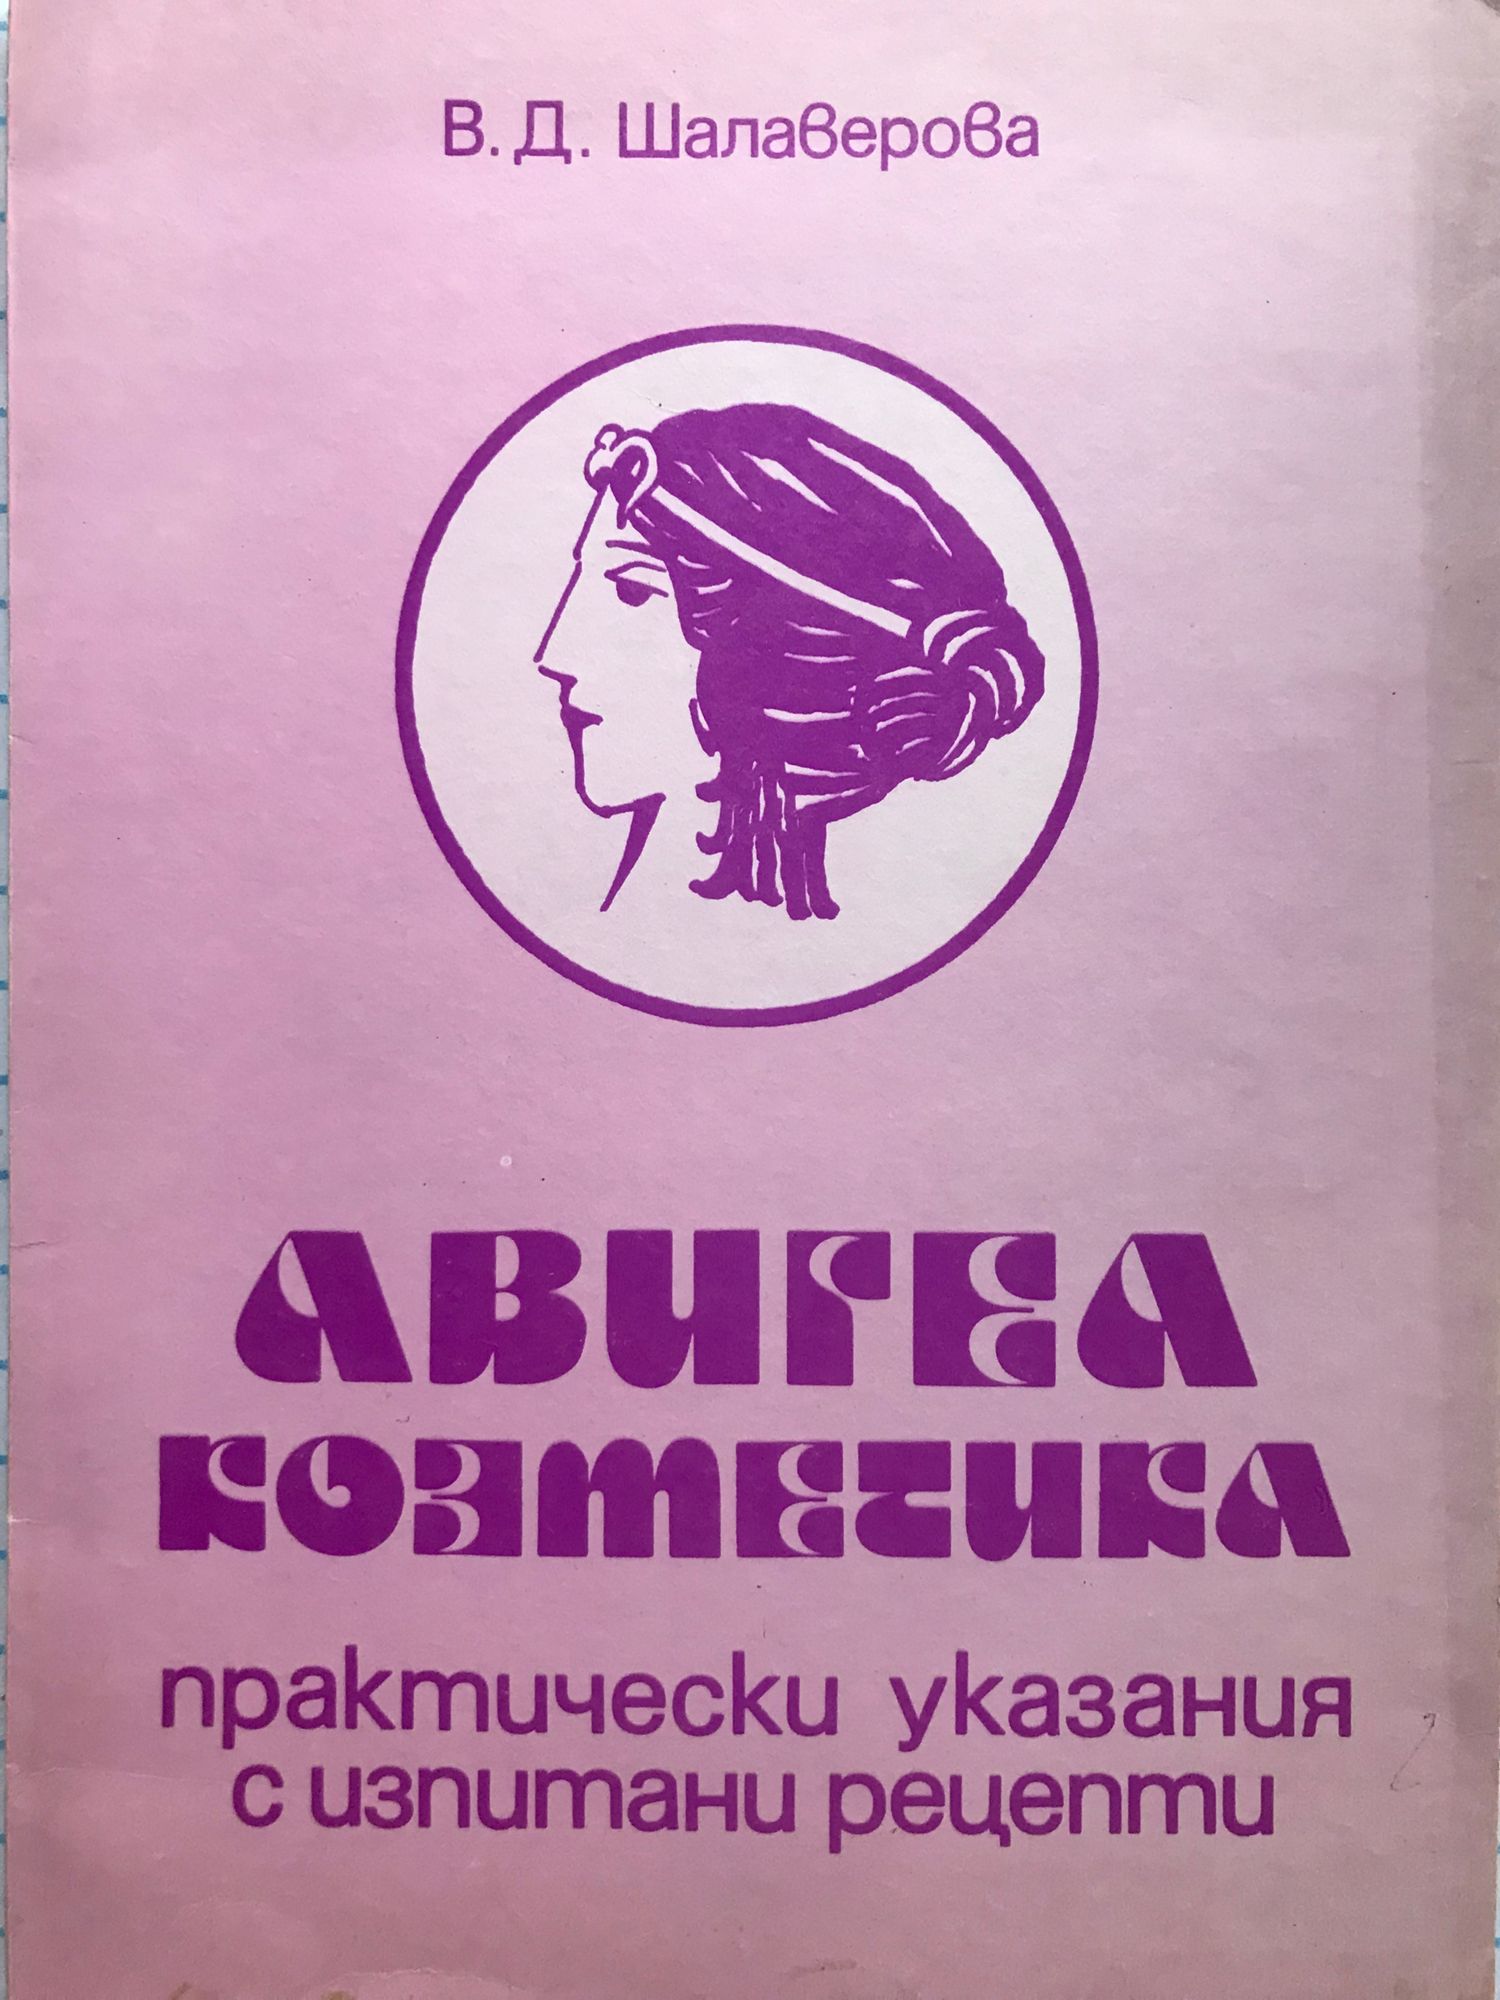 В. Д. Шалаверова
АВИГЕА
КОЗМЕТИКА
практически указания
с изпитани рецепти